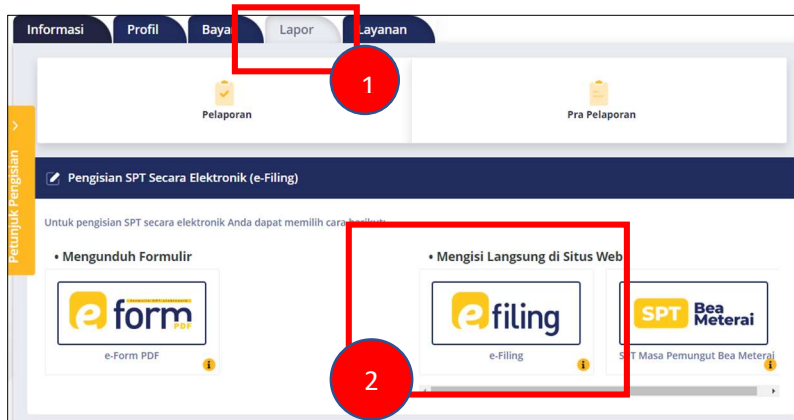 Informasi Profil Bayar Lapor Layanan
1
Pelaporan Pra Pelaporan
Petunjuk Pengisian
Pengisian SPT Secara Elektronik (e-Filing)
Untuk pengisian SPT secara elektronik Anda dapat memilih cara berikut:
• Mengunduh Formulir • Mengisi Langsung di Situs Web
e form PDF
e filing
SPT Bea Meterai
e-Form PDF e-Filing SPT Masa Pemungut Bea Meterai
2